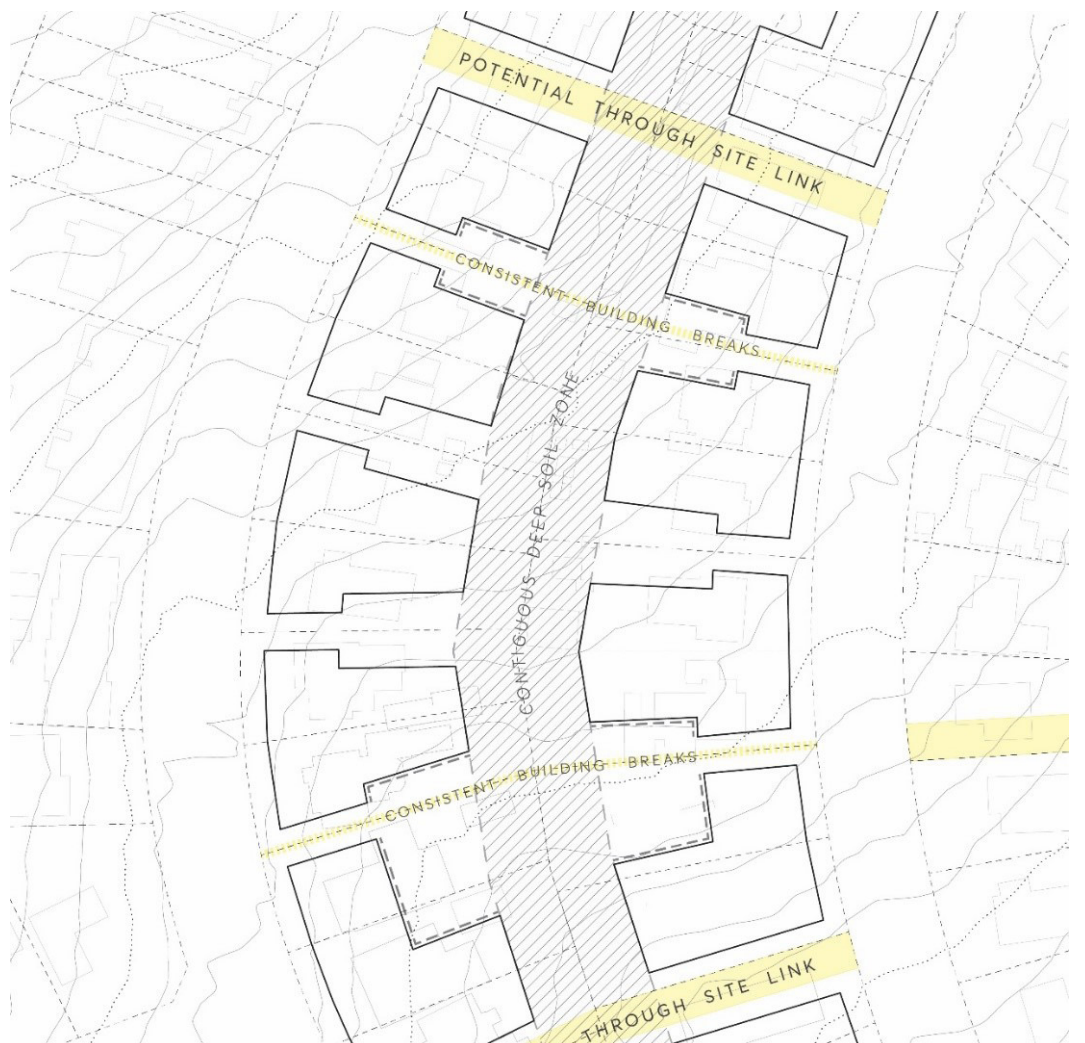 POTENTIAL THROUGH SITE LINK
CONSISTENT BUILDING BREAKS
CONTIGUOUS DEEP SOIL ZONE
CONSISTENT BUILDING BREAKS
THROUGH SITE LINK